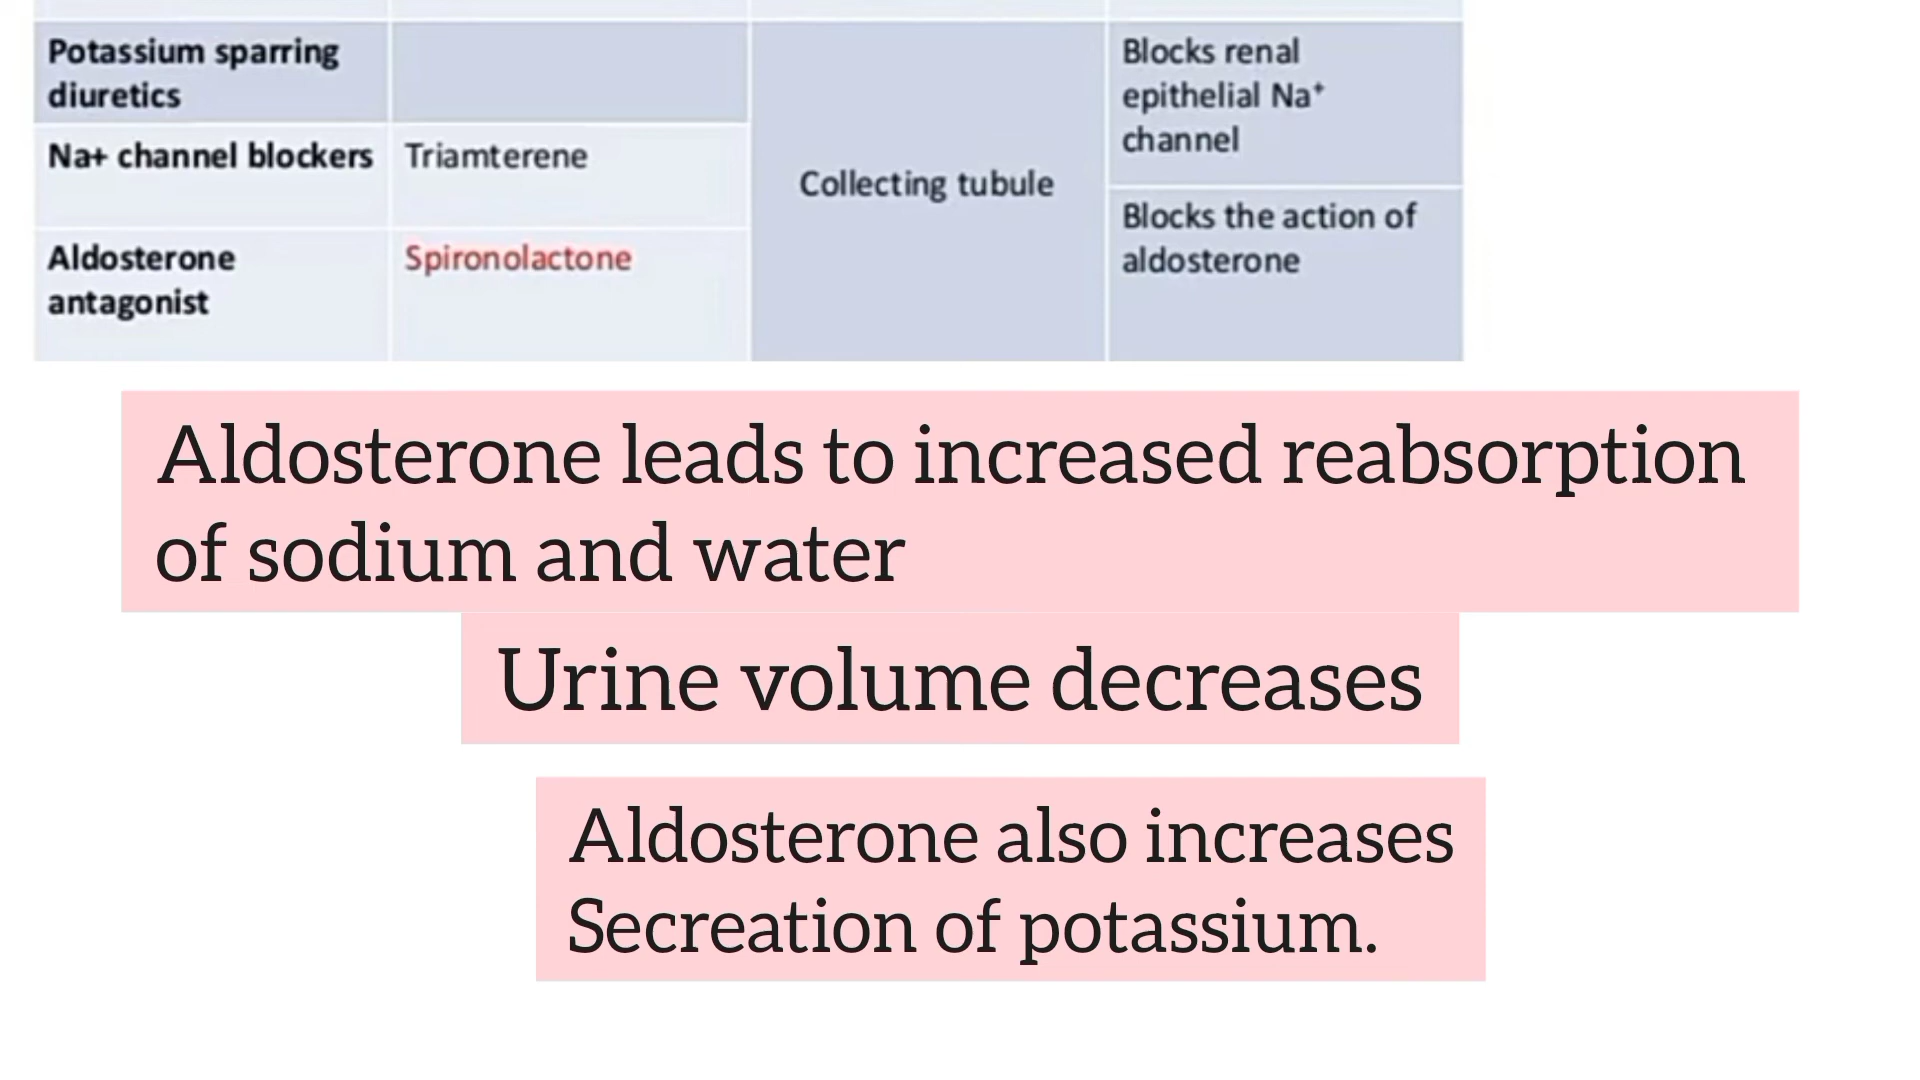 Potassium sparring
diuretics
Blocks renal
epithelial Na⁺
channel
Na+ channel blockers
Triamterene
Collecting tubule
Blocks the action of
aldosterone
Aldosterone
antagonist
Spironolactone
Aldosterone leads to increased reabsorption
of sodium and water
Urine volume decreases
Aldosterone also increases
Secreation of potassium.